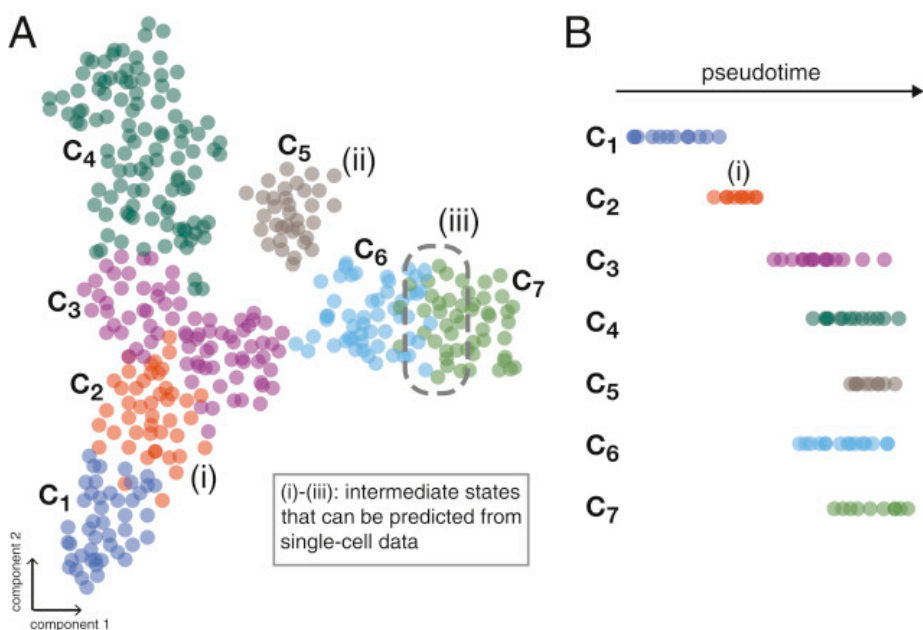 A
C4
C5
(ii)
(iii)
C6
C7
C3
C2
(i)
C1
(i)-(iii): intermediate states
that can be predicted from
single-cell data
component 2
component 1
B
pseudotime
C1
(i)
C2
C3
C4
C5
C6
C7